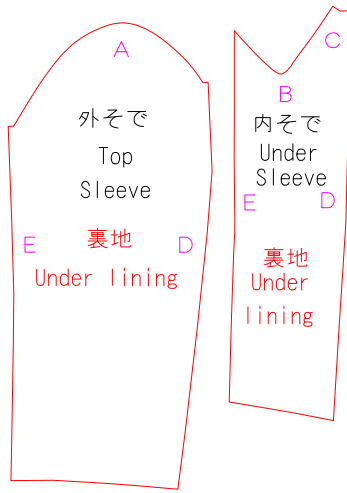 A
外そで
Top
Sleeve
E
裏地
D
Under lining
C
B
内そで
Under
Sleeve
E
D
裏地
Under
lining